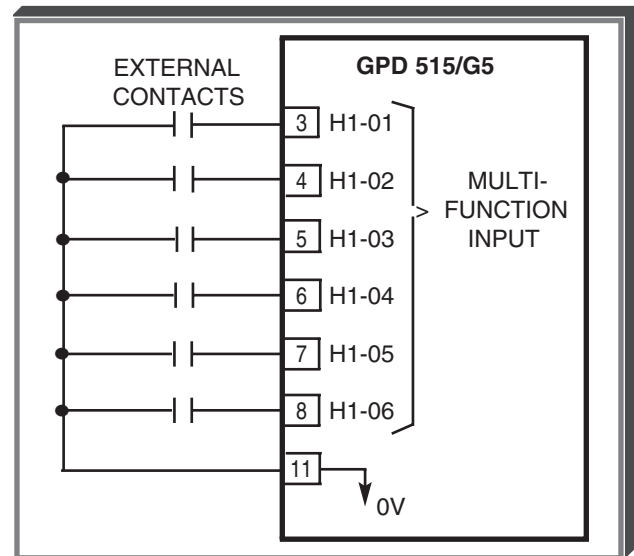 EXTERNAL
CONTACTS
GPD 515/G5
3 H1-01
4 H1-02
5 H1-03
6 H1-04
7 H1-05
8 H1-06
MULTI-
FUNCTION
INPUT
11
0V